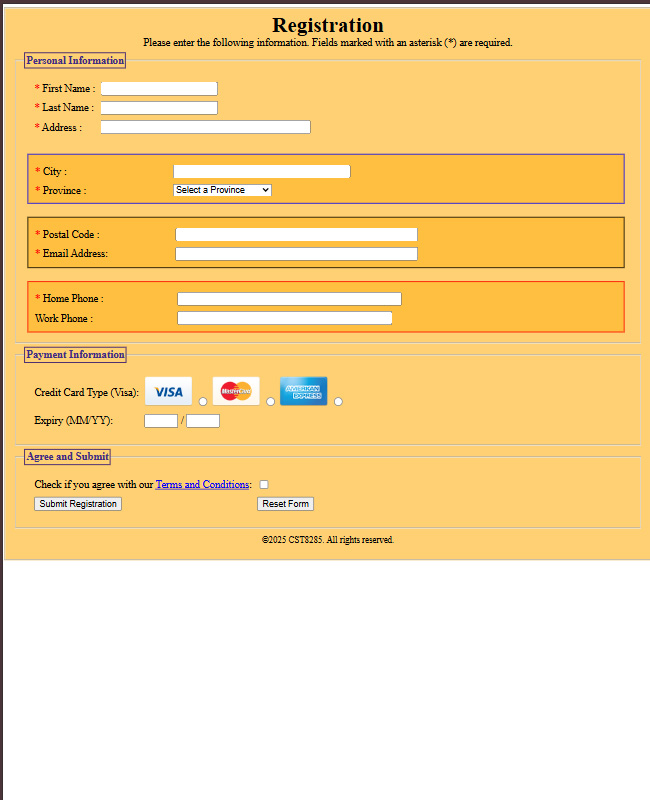 Registration
Please enter the following information. Fields marked with an asterisk (*) are required.
Personal Information
* First Name :
* Last Name :
* Address :
* City :
* Province : Select a Province
* Postal Code :
* Email Address:
* Home Phone :
Work Phone :
Payment Information
Credit Card Type (Visa): VISA MasterCard AMERICAN EXPRESS
Expiry (MM/YY): /
Agree and Submit
Check if you agree with our Terms and Conditions:
Submit Registration Reset Form
©2025 CST8285. All rights reserved.